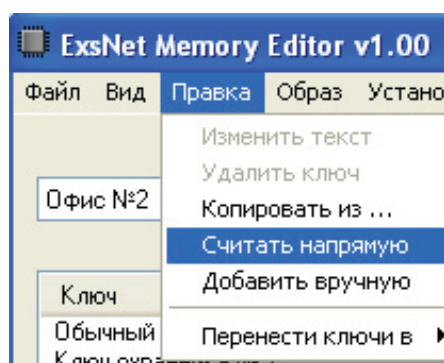 ExsNet Memory Editor v1.00
Файл Вид Правка Образ
Изменить текст
Удалить ключ
Офис №2
Копировать из ...
Считать напрямую
Добавить вручную
Ключ
Обычный
Перенести ключи в
Ключ